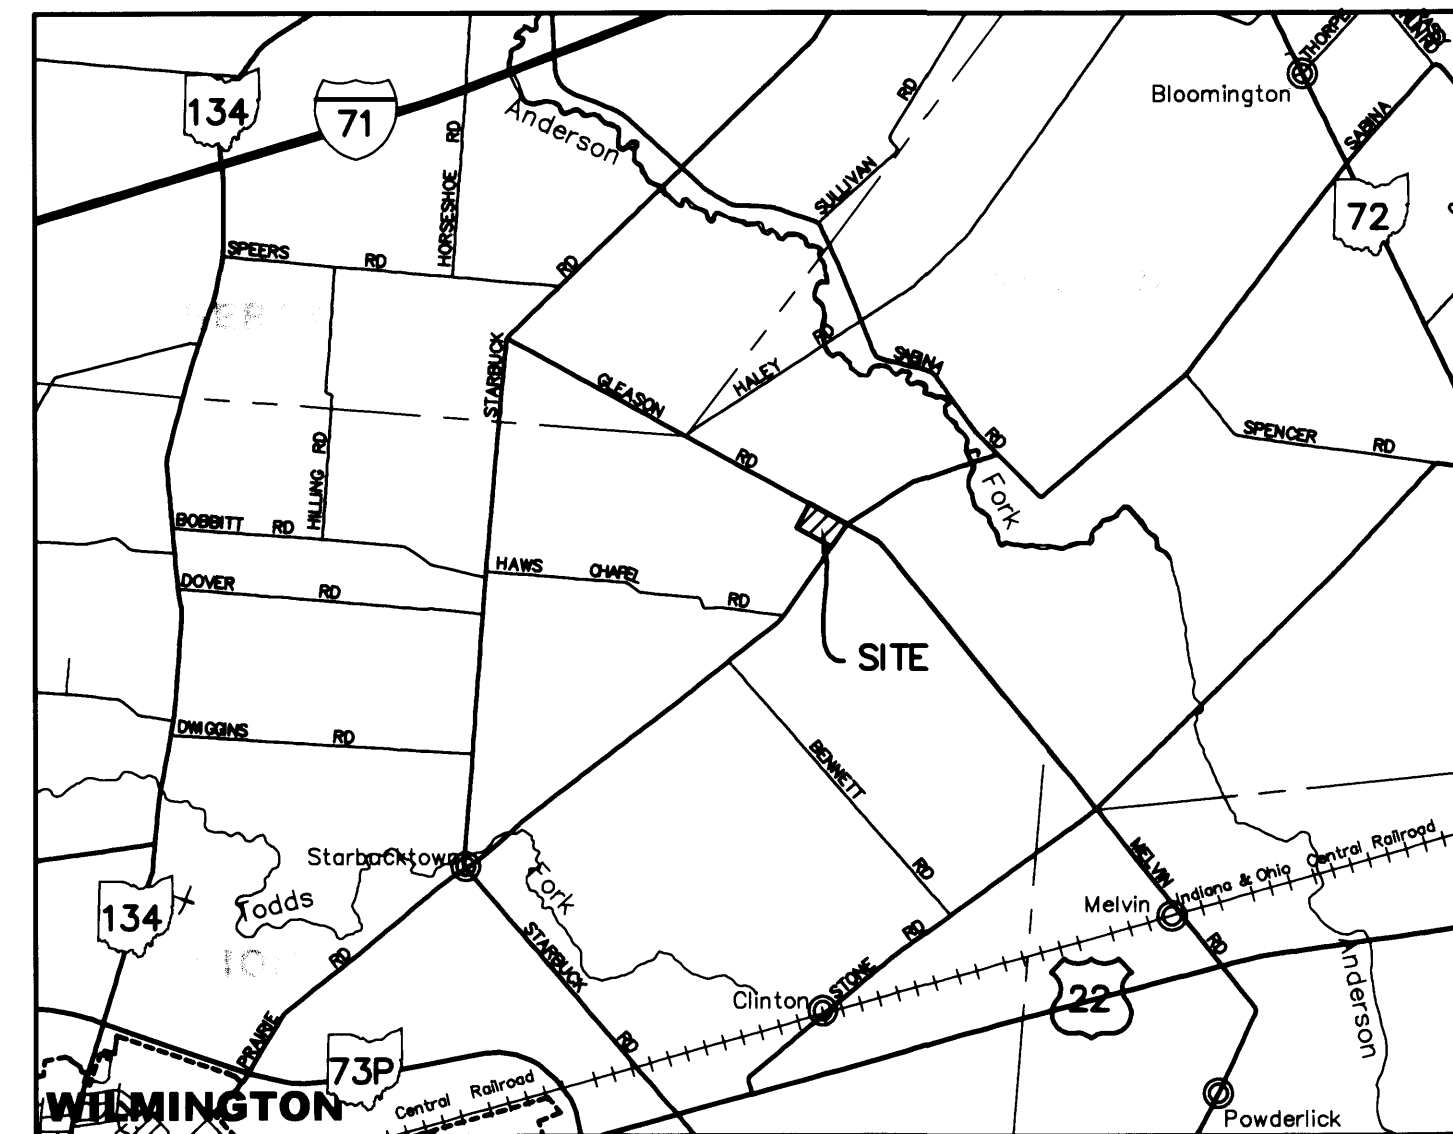 THORPE
Bloomington
134
71
RD
RD
Anderson
SABINA
SULLIVAN
HORSESHOE
72
SPEERS RD
RD
STARBUCK
RD
SABINA
HALEY
GLEASON
RD
RD
SPENCER RD
HILLING RD
Fork
BOBBITT RD
HAWS CHAPEL
RD
DOVER RD
SITE
DWIGGINS RD
BENNETT
RD
Starbucktown
MELVIN
Indiana & Ohio Central Railroad
Fork
Melvin
134
Todds
RD
STARBUCK
RD
RD
STONE
Clinton
22
Anderson
PRAIRIE
RD
73P
Central Railroad
WILMINGTON
Powderlick